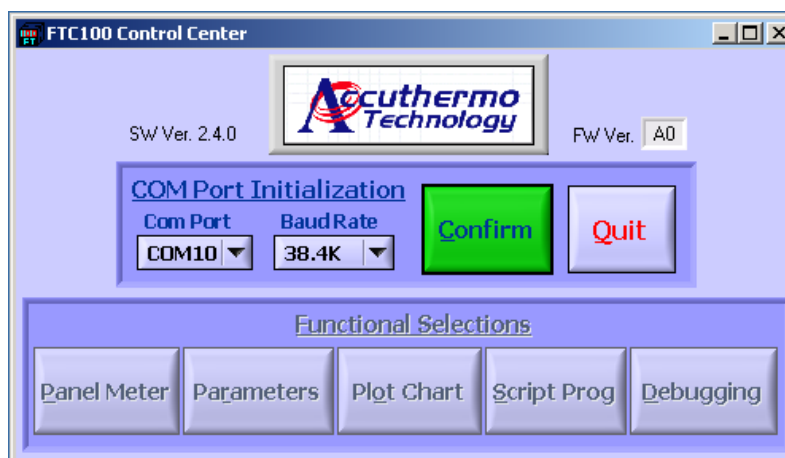 FTC100 Control Center
Accuthermo
Technology
SW Ver. 2.4.0
FW Ver. A0
COM Port Initialization
Com Port Baud Rate
COM10 38.4K
Confirm Quit
Functional Selections
Panel Meter Parameters Plot Chart Script Prog Debugging